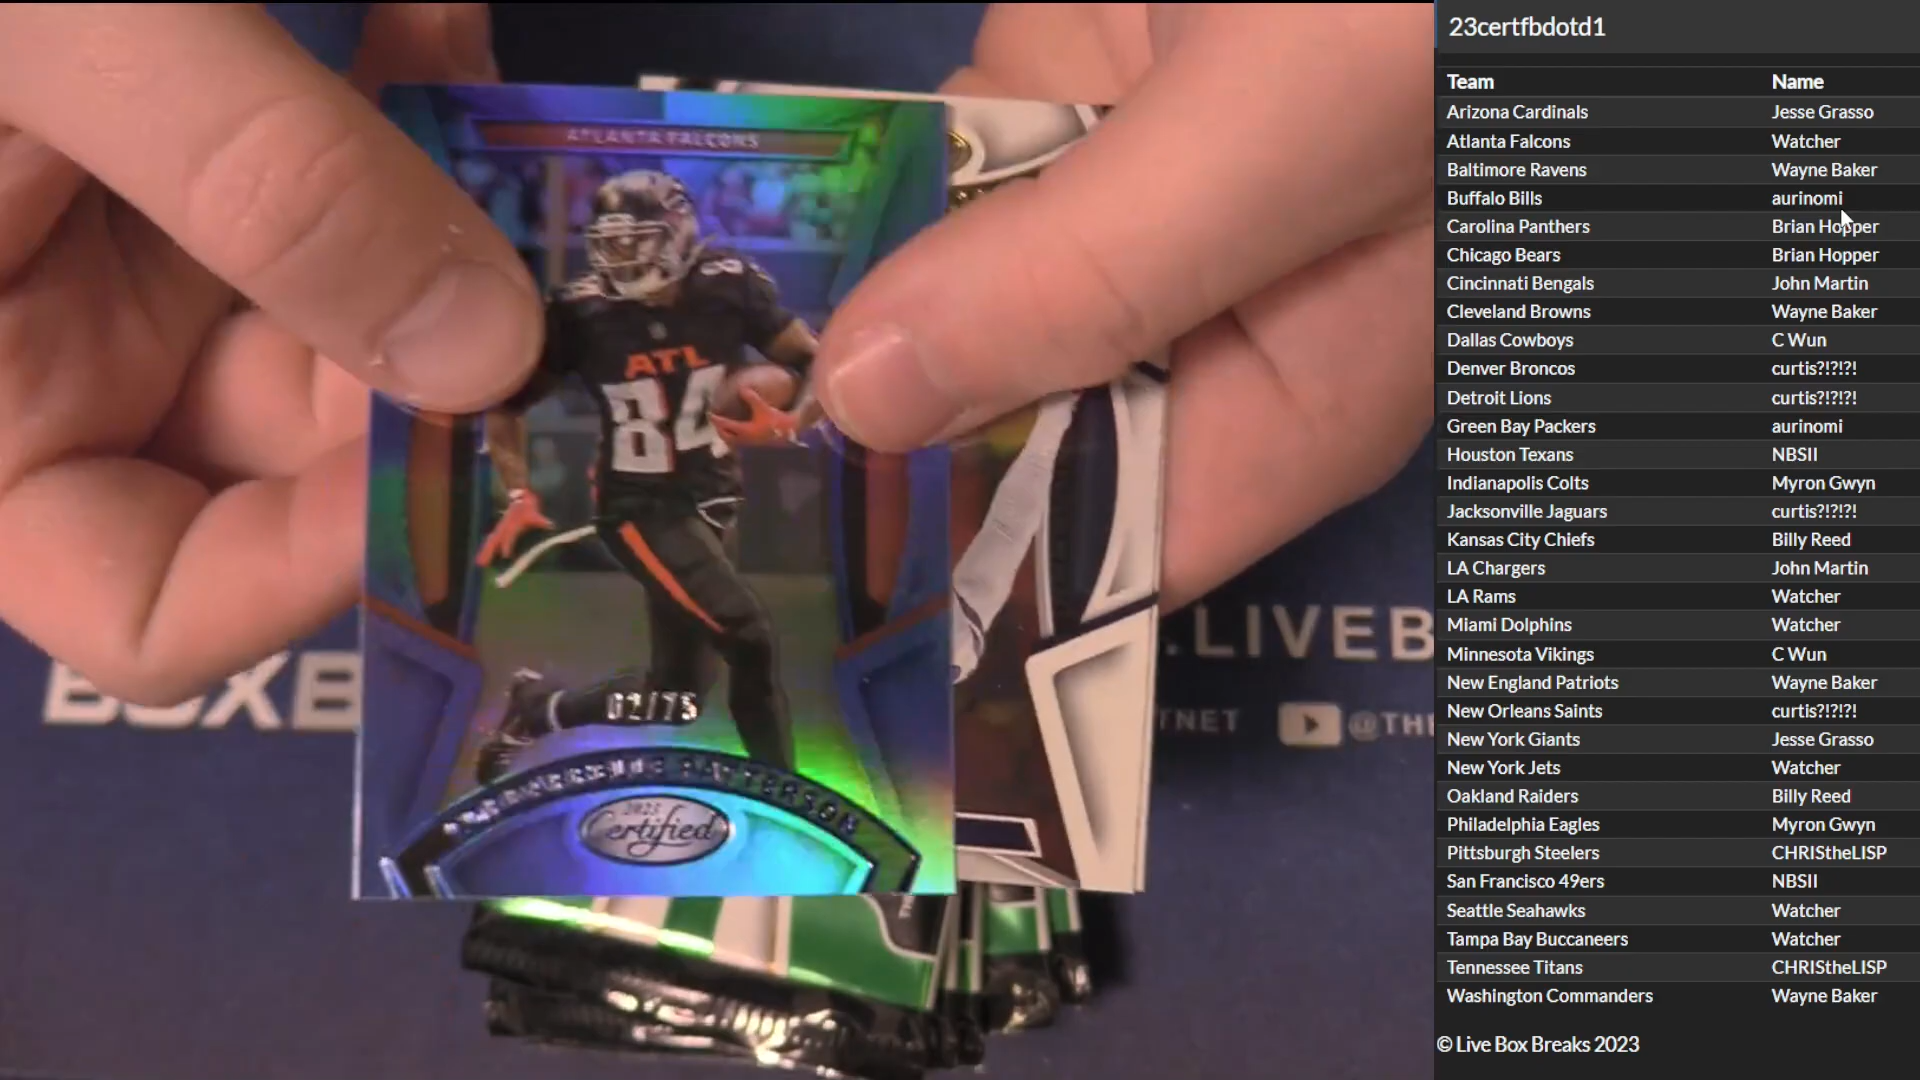 ATLANTA FALCONS
ATL
84
02/75
PATTERSON
2023
Certified
.LIVEB
TNET
@TH
23certfbdotd1
Team Name
Arizona Cardinals Jesse Grasso
Atlanta Falcons Watcher
Baltimore Ravens Wayne Baker
Buffalo Bills aurinomi
Carolina Panthers Brian Hopper
Chicago Bears Brian Hopper
Cincinnati Bengals John Martin
Cleveland Browns Wayne Baker
Dallas Cowboys C Wun
Denver Broncos curtis?!?!?!
Detroit Lions curtis?!?!?!
Green Bay Packers aurinomi
Houston Texans NBSII
Indianapolis Colts Myron Gwyn
Jacksonville Jaguars curtis?!?!?!
Kansas City Chiefs Billy Reed
LA Chargers John Martin
LA Rams Watcher
Miami Dolphins Watcher
Minnesota Vikings C Wun
New England Patriots Wayne Baker
New Orleans Saints curtis?!?!?!
New York Giants Jesse Grasso
New York Jets Watcher
Oakland Raiders Billy Reed
Philadelphia Eagles Myron Gwyn
Pittsburgh Steelers CHRIStheLISP
San Francisco 49ers NBSII
Seattle Seahawks Watcher
Tampa Bay Buccaneers Watcher
Tennessee Titans CHRIStheLISP
Washington Commanders Wayne Baker
© Live Box Breaks 2023